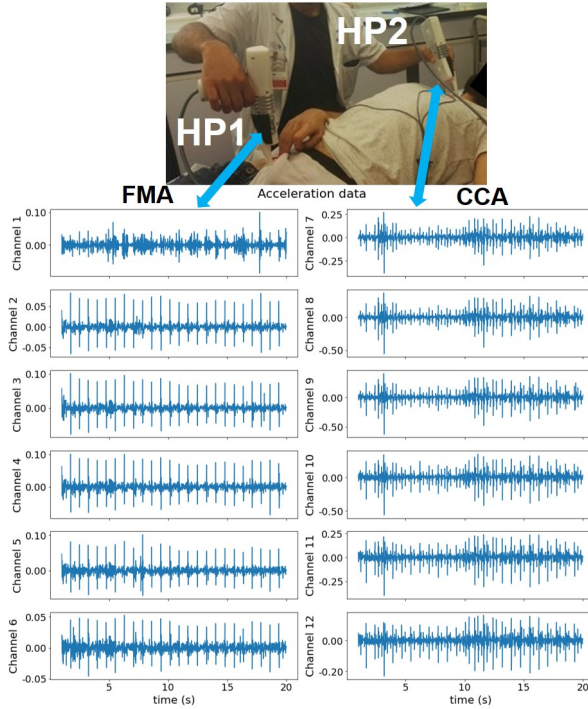 HP2
HP1
FMA
Acceleration data
CCA
Channel 1
0.10
0.00
Channel 2
0.05
0.00
-0.05
Channel 3
0.10
0.00
Channel 4
0.10
0.00
Channel 5
0.10
0.00
Channel 6
0.05
0.00
-0.05
5
10
15
20
time (s)
Channel 7
0.25
0.00
-0.25
Channel 8
0.00
-0.50
Channel 9
0.00
-0.50
Channel 10
0.00
-0.50
Channel 11
0.25
0.00
-0.25
Channel 12
0.00
-0.20
5
10
15
20
time (s)